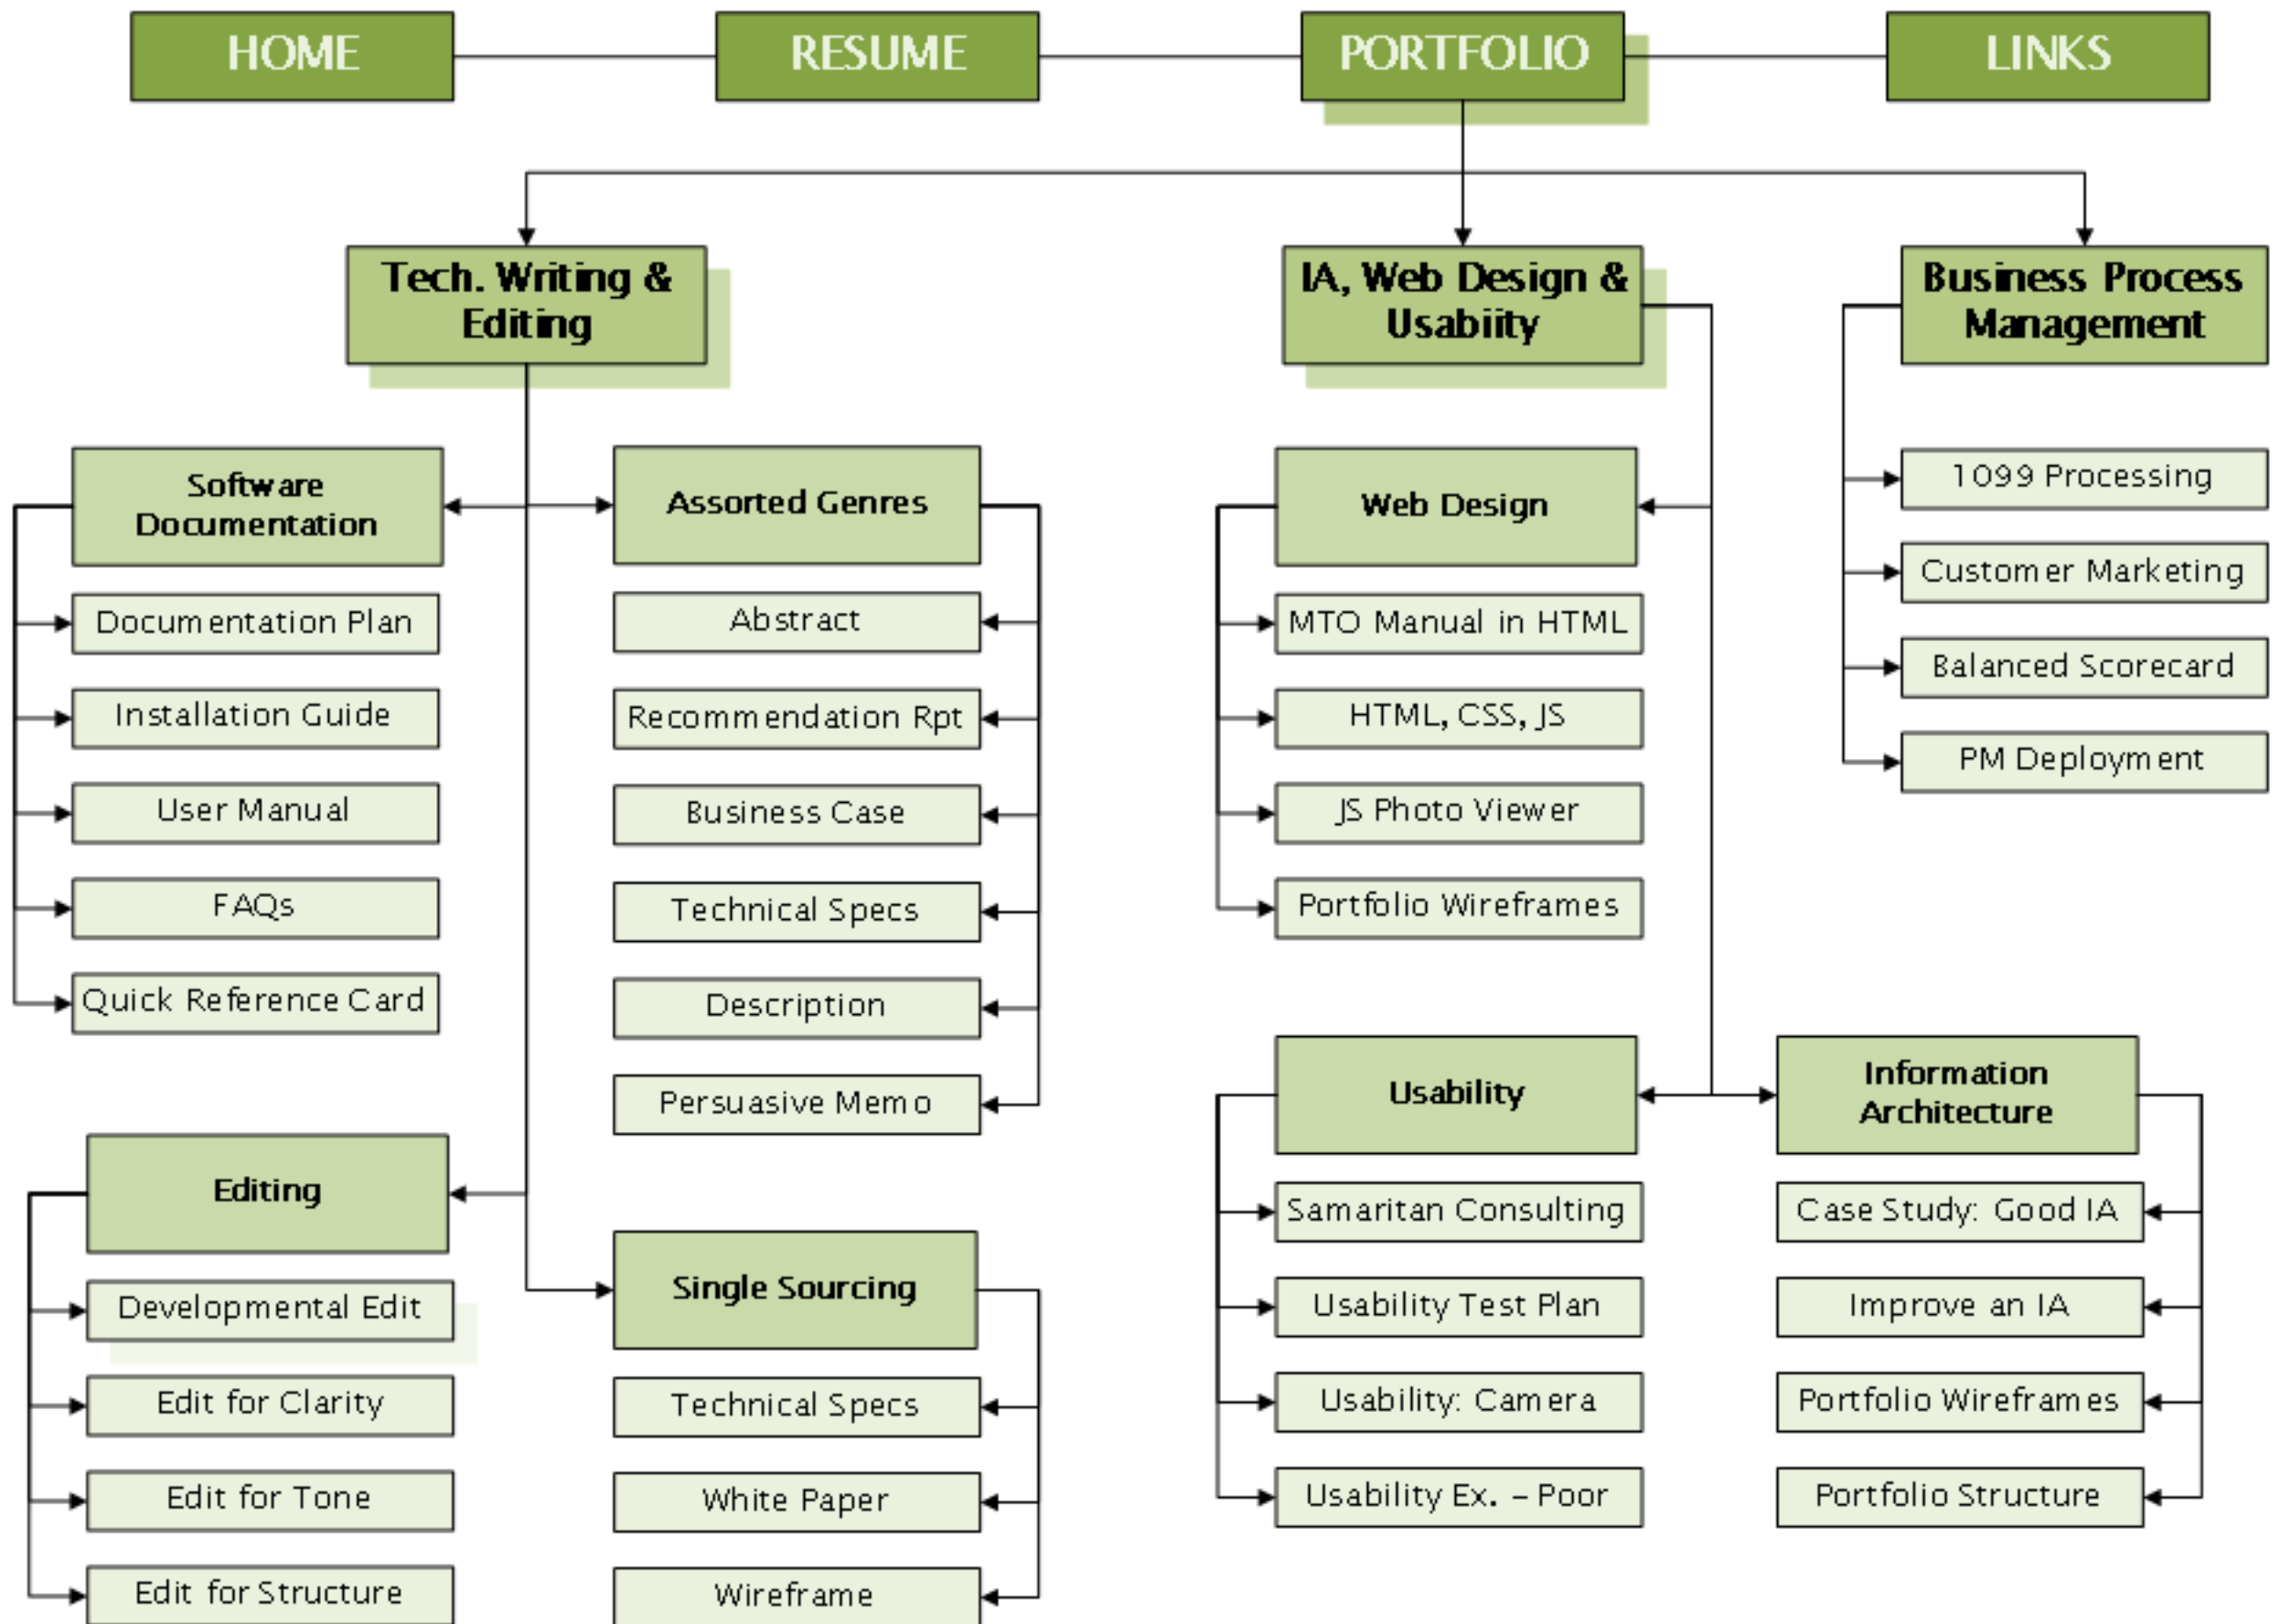 HOME
RESUME
PORTFOLIO
LINKS
Tech. Writing &
Editing
IA, Web Design &
Usabiity
Business Process
Management
Software
Documentation
Documentation Plan
Installation Guide
User Manual
FAQs
Quick Reference Card
Assorted Genres
Abstract
Recommendation Rpt
Business Case
Technical Specs
Description
Persuasive Memo
Editing
Developmental Edit
Edit for Clarity
Edit for Tone
Edit for Structure
Single Sourcing
Technical Specs
White Paper
Wireframe
Web Design
MTO Manual in HTML
HTML, CSS, JS
JS Photo Viewer
Portfolio Wireframes
Usability
Samaritan Consulting
Usability Test Plan
Usability: Camera
Usability Ex. – Poor
Information
Architecture
Case Study: Good IA
Improve an IA
Portfolio Wireframes
Portfolio Structure
1099 Processing
Customer Marketing
Balanced Scorecard
PM Deployment